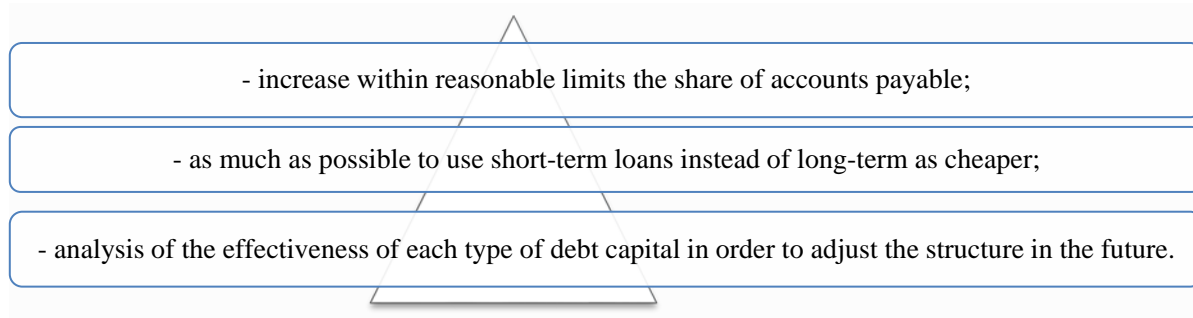 - increase within reasonable limits the share of accounts payable;
- as much as possible to use short-term loans instead of long-term as cheaper;
- analysis of the effectiveness of each type of debt capital in order to adjust the structure in the future.